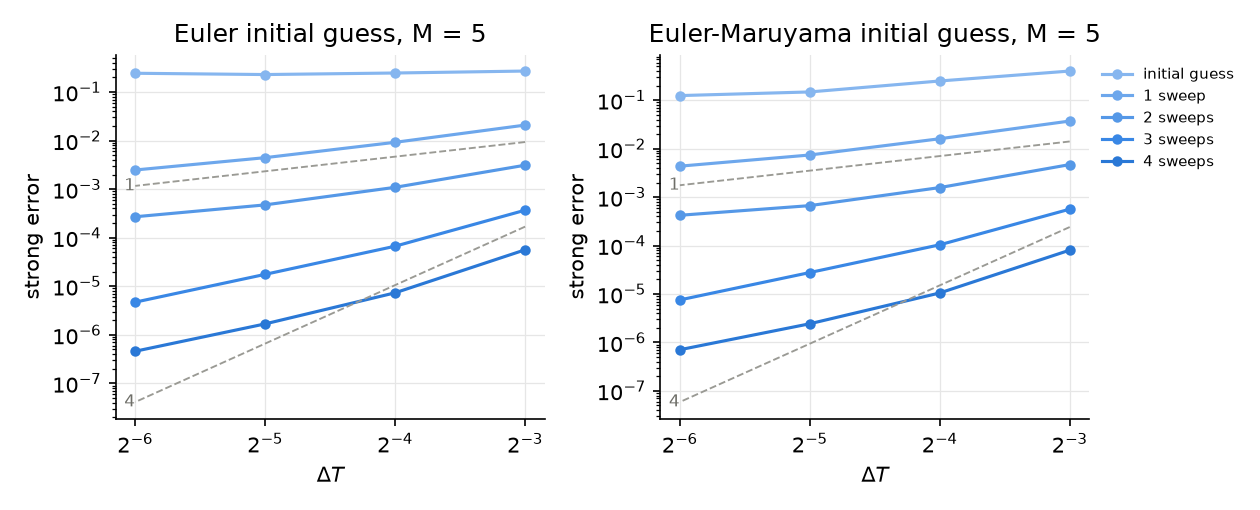 Euler initial guess, M = 5
strong error
10⁻¹
10⁻²
10⁻³
10⁻⁴
10⁻⁵
10⁻⁶
10⁻⁷
1
4
2⁻⁶
2⁻⁵
2⁻⁴
2⁻³
ΔT
Euler-Maruyama initial guess, M = 5
strong error
10⁻¹
10⁻²
10⁻³
10⁻⁴
10⁻⁵
10⁻⁶
10⁻⁷
1
4
2⁻⁶
2⁻⁵
2⁻⁴
2⁻³
ΔT
initial guess
1 sweep
2 sweeps
3 sweeps
4 sweeps